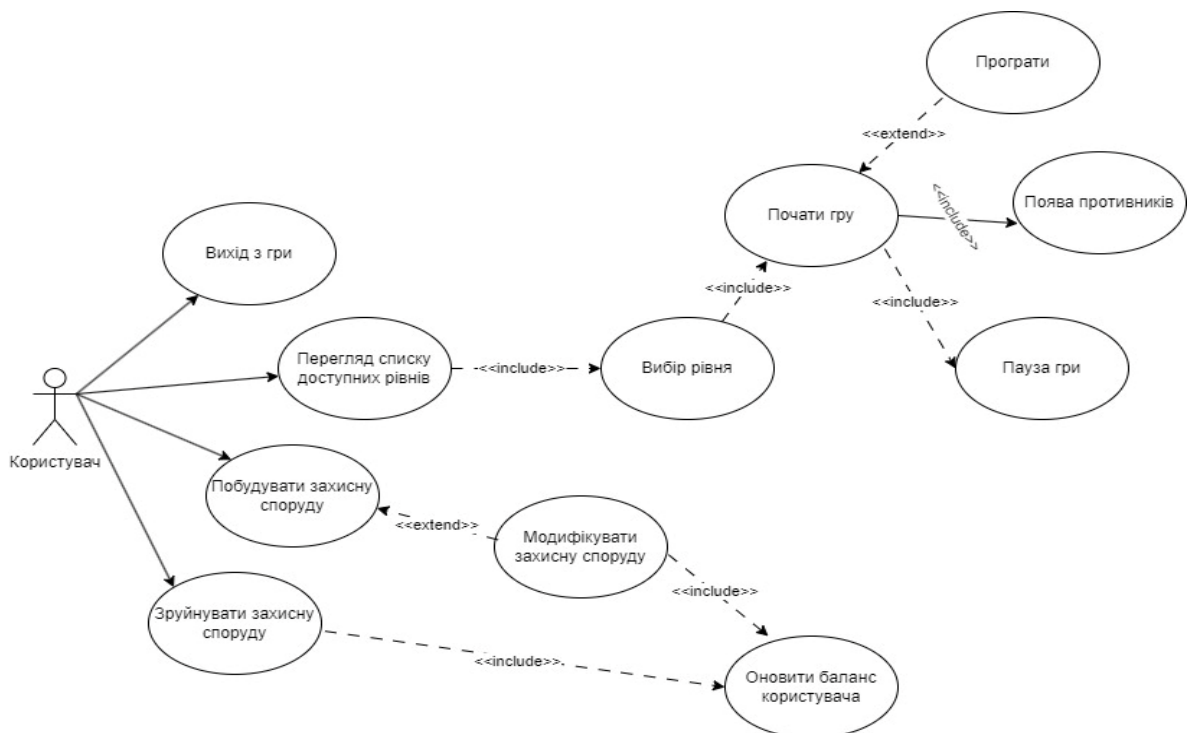 Програти
<<extend>>
Почати гру
<<include>>
Поява противників
Вихід з гри
<<include>>
<<include>>
Перегляд списку
доступних рівнів
<<include>>
Вибір рівня
Пауза гри
Користувач
Побудувати захисну
споруду
<<extend>>
Модифікувати
захисну споруду
<<include>>
Зруйнувати захисну
споруду
<<include>>
Оновити баланс
користувача